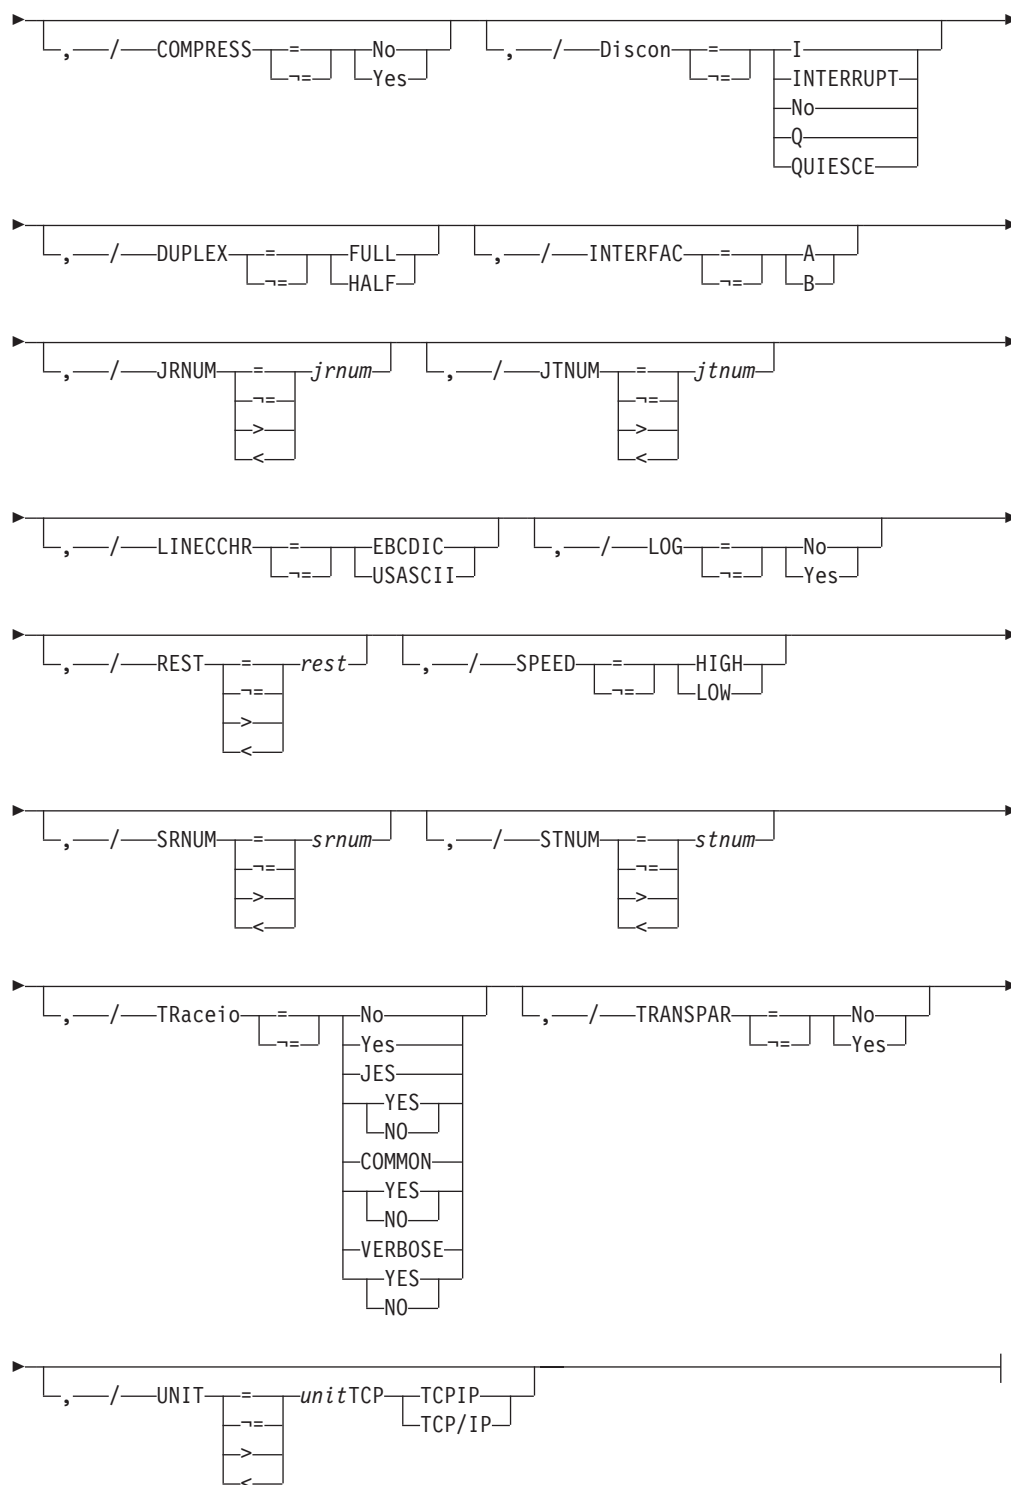 , / COMPRESS = No , / Discon = I
¬= Yes ¬= INTERRUPT
No
Q
QUIESCE
, / DUPLEX = FULL , / INTERFAC = A
¬= HALF ¬= B
, / JRNUM = jrnum , / JTNUM = jtnum
¬= ¬=
> >
< <
, / LINECCHR = EBCDIC , / LOG = No
¬= USASCII ¬= Yes
, / REST = rest , / SPEED = HIGH
¬= ¬= LOW
>
<
, / SRNUM = srnum , / STNUM = stnum
¬= ¬=
> >
< <
, / TRaceio = No , / TRANSPAR = No
¬= Yes ¬= Yes
JES
YES
NO
COMMON
YES
NO
VERBOSE
YES
NO
, / UNIT = unitTCP TCPIP
¬= TCP/IP
>
<